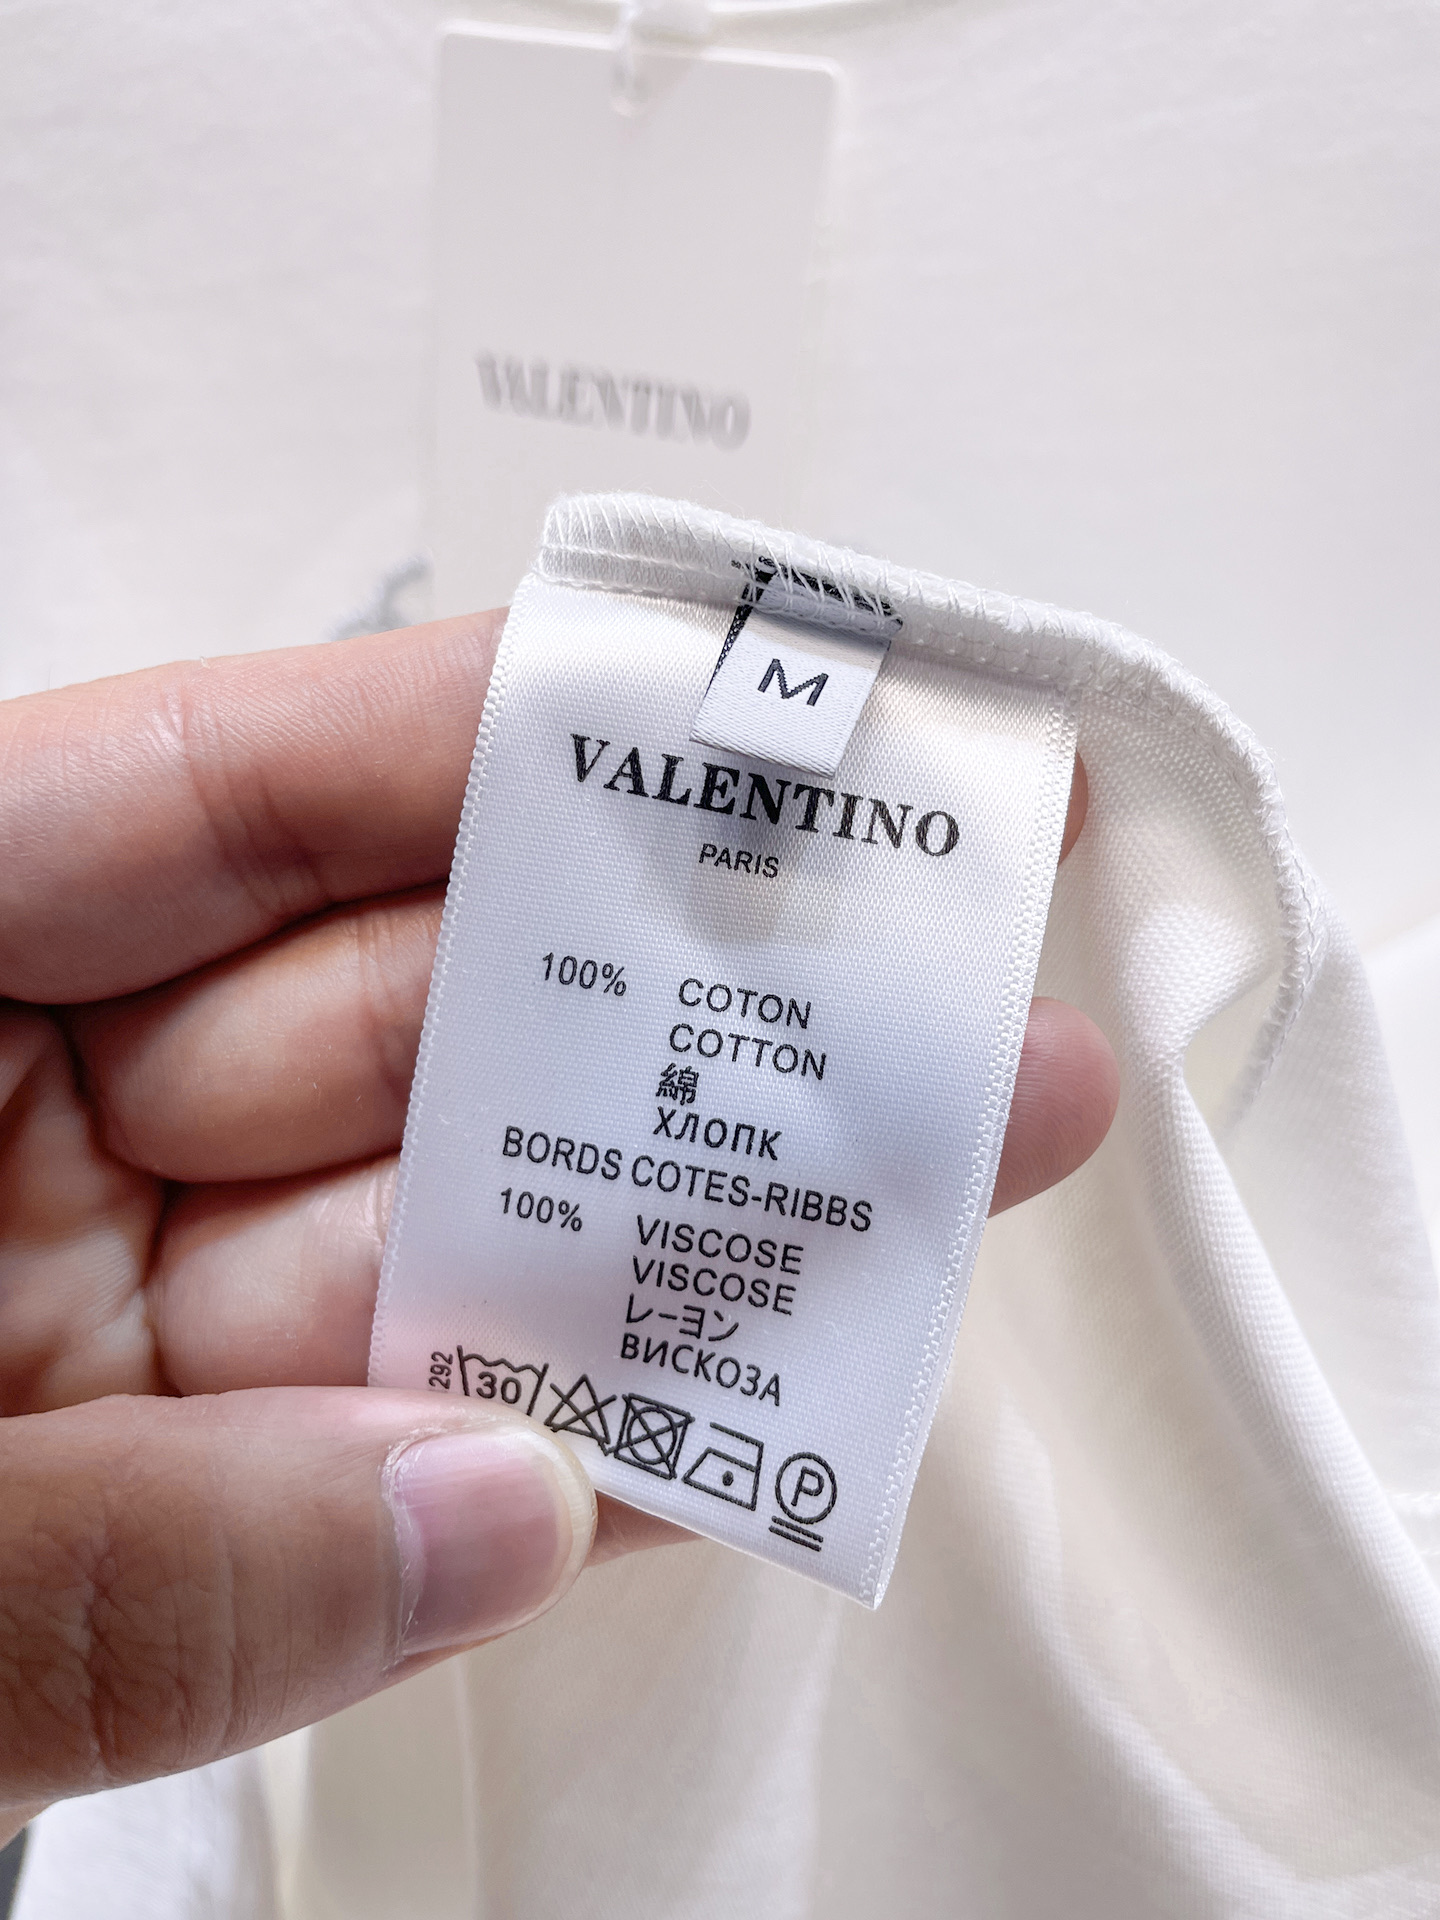 VALENTINO
M
VALENTINO
PARIS
100% COTON
COTTON
綿
ХЛОПК
BORDS COTES-RIBBS
100% VISCOSE
VISCOSE
レーヨン
ВИСКОЗА
292
30
P